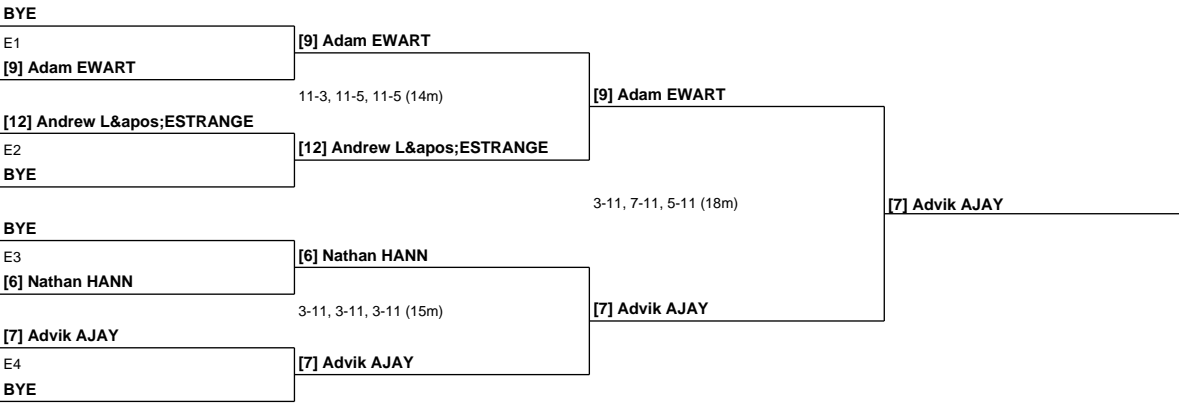 BYE
E1
[9] Adam EWART
[9] Adam EWART
11-3, 11-5, 11-5 (14m)
[9] Adam EWART
[12] Andrew L&apos;ESTRANGE
E2
[12] Andrew L&apos;ESTRANGE
BYE
3-11, 7-11, 5-11 (18m)
[7] Advik AJAY
BYE
E3
[6] Nathan HANN
[6] Nathan HANN
3-11, 3-11, 3-11 (15m)
[7] Advik AJAY
[7] Advik AJAY
E4
[7] Advik AJAY
BYE